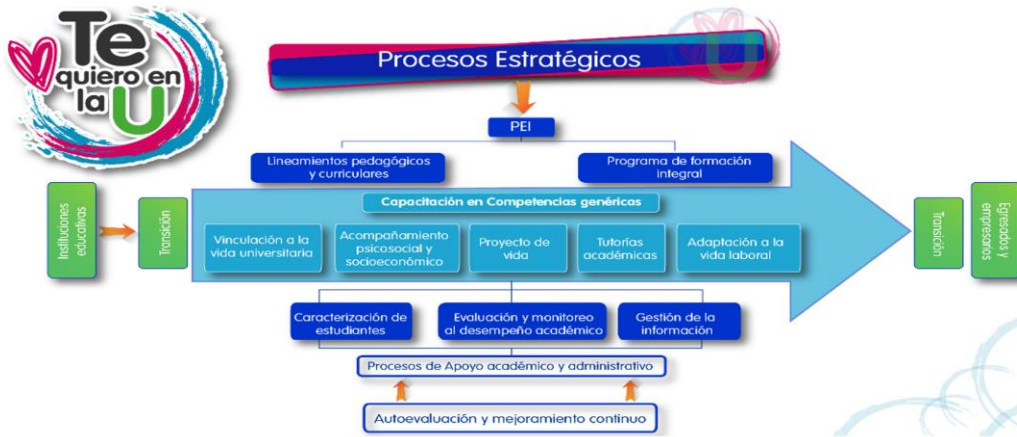 Te
quiero en
la U
Procesos Estratégicos
PEI
Lineamientos pedagógicos
y curriculares
Programa de formación
integral
Instituciones
educativas
Transición
Capacitación en Competencias genéricas
Vinculación a la
vida universitaria
Acompañamiento
psicosocial y
socioeconómico
Proyecto de
vida
Tutorías
académicas
Adaptación a la
vida laboral
Transición
Egresados y
empresarios
Caracterización de
estudiantes
Evaluación y monitoreo
al desempeño académico
Gestión de la
información
Procesos de Apoyo académico y administrativo
Autoevaluación y mejoramiento continuo